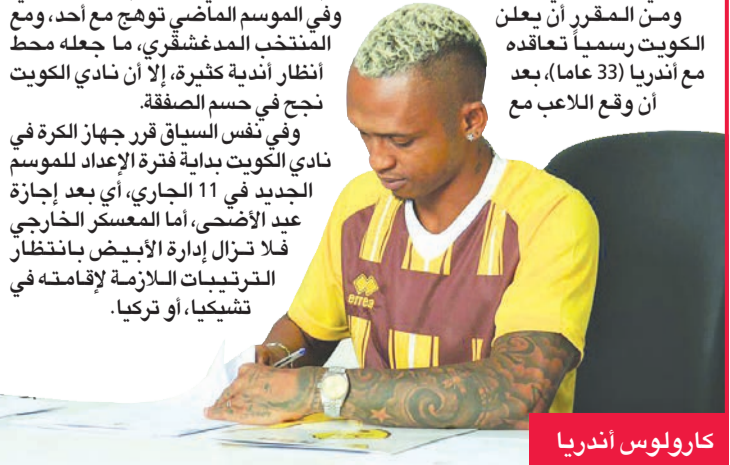 ومن المقرر أن يعلن
الكويت رسمياً تعاقده
مع أندريا (33 عاما)، بعد
أن وقع اللاعب مع
وفي الموسم الماضي توهج مع أحد، ومع
المنتخب المدغشقري، ما جعله محط
أنظار أندية كثيرة، إلا أن نادي الكويت
نجح في حسم الصفقة.
وفي نفس السياق قرر جهاز الكرة في
نادي الكويت بداية فترة الإعداد للموسم
الجديد في 11 الجاري، أي بعد إجازة
عيد الأضحى، أما المعسكر الخارجي
فلا تزال إدارة الأبيض بانتظار
الترتيبات اللازمة لإقامته في
تشيكيا، أو تركيا.
errea
كارولوس أندريا